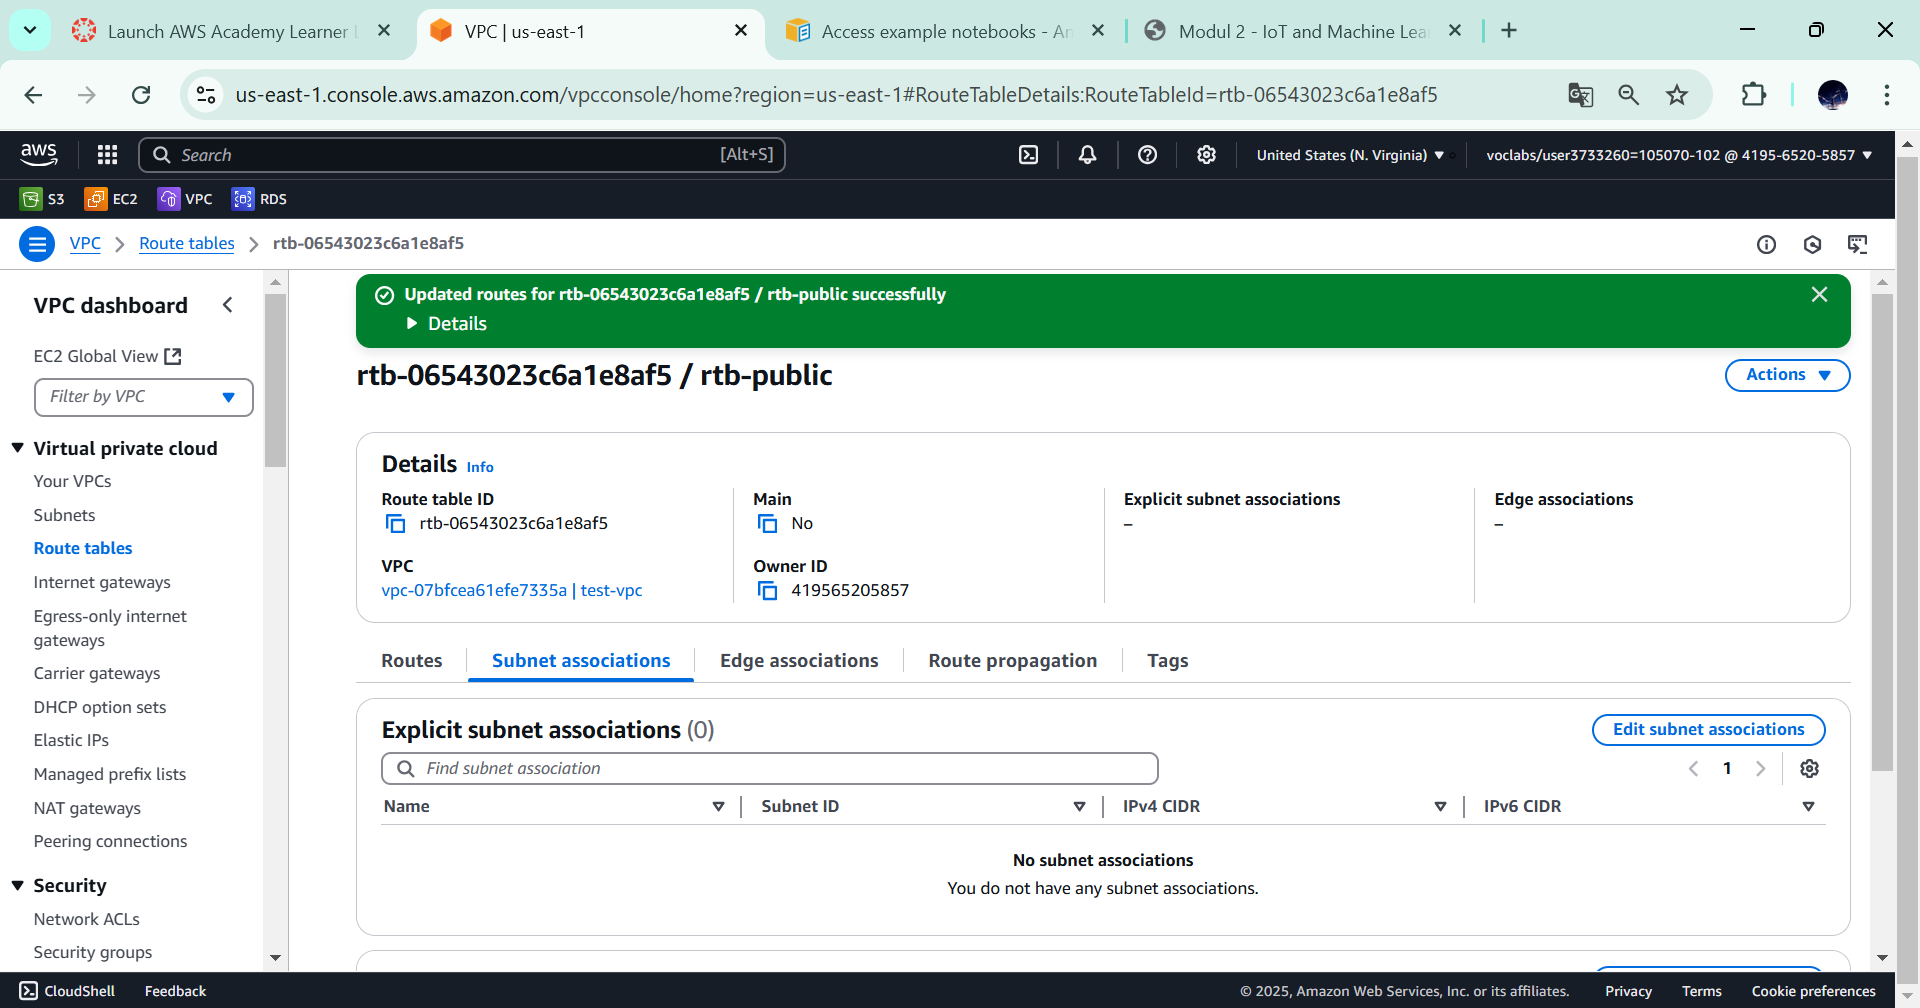 Launch AWS Academy Learner L
VPC | us-east-1
Access example notebooks - Am
Modul 2 - IoT and Machine Lear
us-east-1.console.aws.amazon.com/vpcconsole/home?region=us-east-1#RouteTableDetails:RouteTableId=rtb-06543023c6a1e8af5
aws
Search
[Alt+S]
United States (N. Virginia)
voclabs/user3733260=105070-102 @ 4195-6520-5857
S3
EC2
VPC
RDS
VPC
Route tables
rtb-06543023c6a1e8af5
VPC dashboard
EC2 Global View
Filter by VPC
Virtual private cloud
Your VPCs
Subnets
Route tables
Internet gateways
Egress-only internet
gateways
Carrier gateways
DHCP option sets
Elastic IPs
Managed prefix lists
NAT gateways
Peering connections
Security
Network ACLs
Security groups
Updated routes for rtb-06543023c6a1e8af5 / rtb-public successfully
Details
rtb-06543023c6a1e8af5 / rtb-public
Actions
Details Info
Route table ID
rtb-06543023c6a1e8af5
Main
No
Explicit subnet associations
–
Edge associations
–
VPC
vpc-07bfcea61efe7335a | test-vpc
Owner ID
419565205857
Routes
Subnet associations
Edge associations
Route propagation
Tags
Explicit subnet associations (0)
Edit subnet associations
Find subnet association
1
Name
Subnet ID
IPv4 CIDR
IPv6 CIDR
No subnet associations
You do not have any subnet associations.
CloudShell
Feedback
© 2025, Amazon Web Services, Inc. or its affiliates.
Privacy
Terms
Cookie preferences